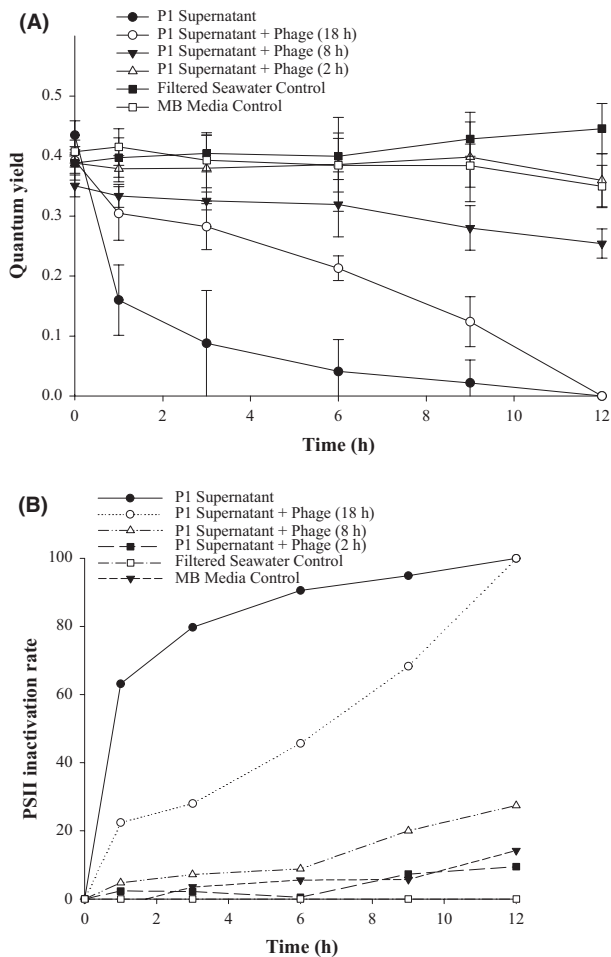 (A)
P1 Supernatant
P1 Supernatant + Phage (18 h)
P1 Supernatant + Phage (8 h)
P1 Supernatant + Phage (2 h)
Filtered Seawater Control
MB Media Control
Quantum yield
0.5
0.4
0.3
0.2
0.1
0.0
0 2 4 6 8 10 12
Time (h)
(B)
P1 Supernatant
P1 Supernatant + Phage (18 h)
P1 Supernatant + Phage (8 h)
P1 Supernatant + Phage (2 h)
Filtered Seawater Control
MB Media Control
PSII inactivation rate
100
80
60
40
20
0
0 2 4 6 8 10 12
Time (h)